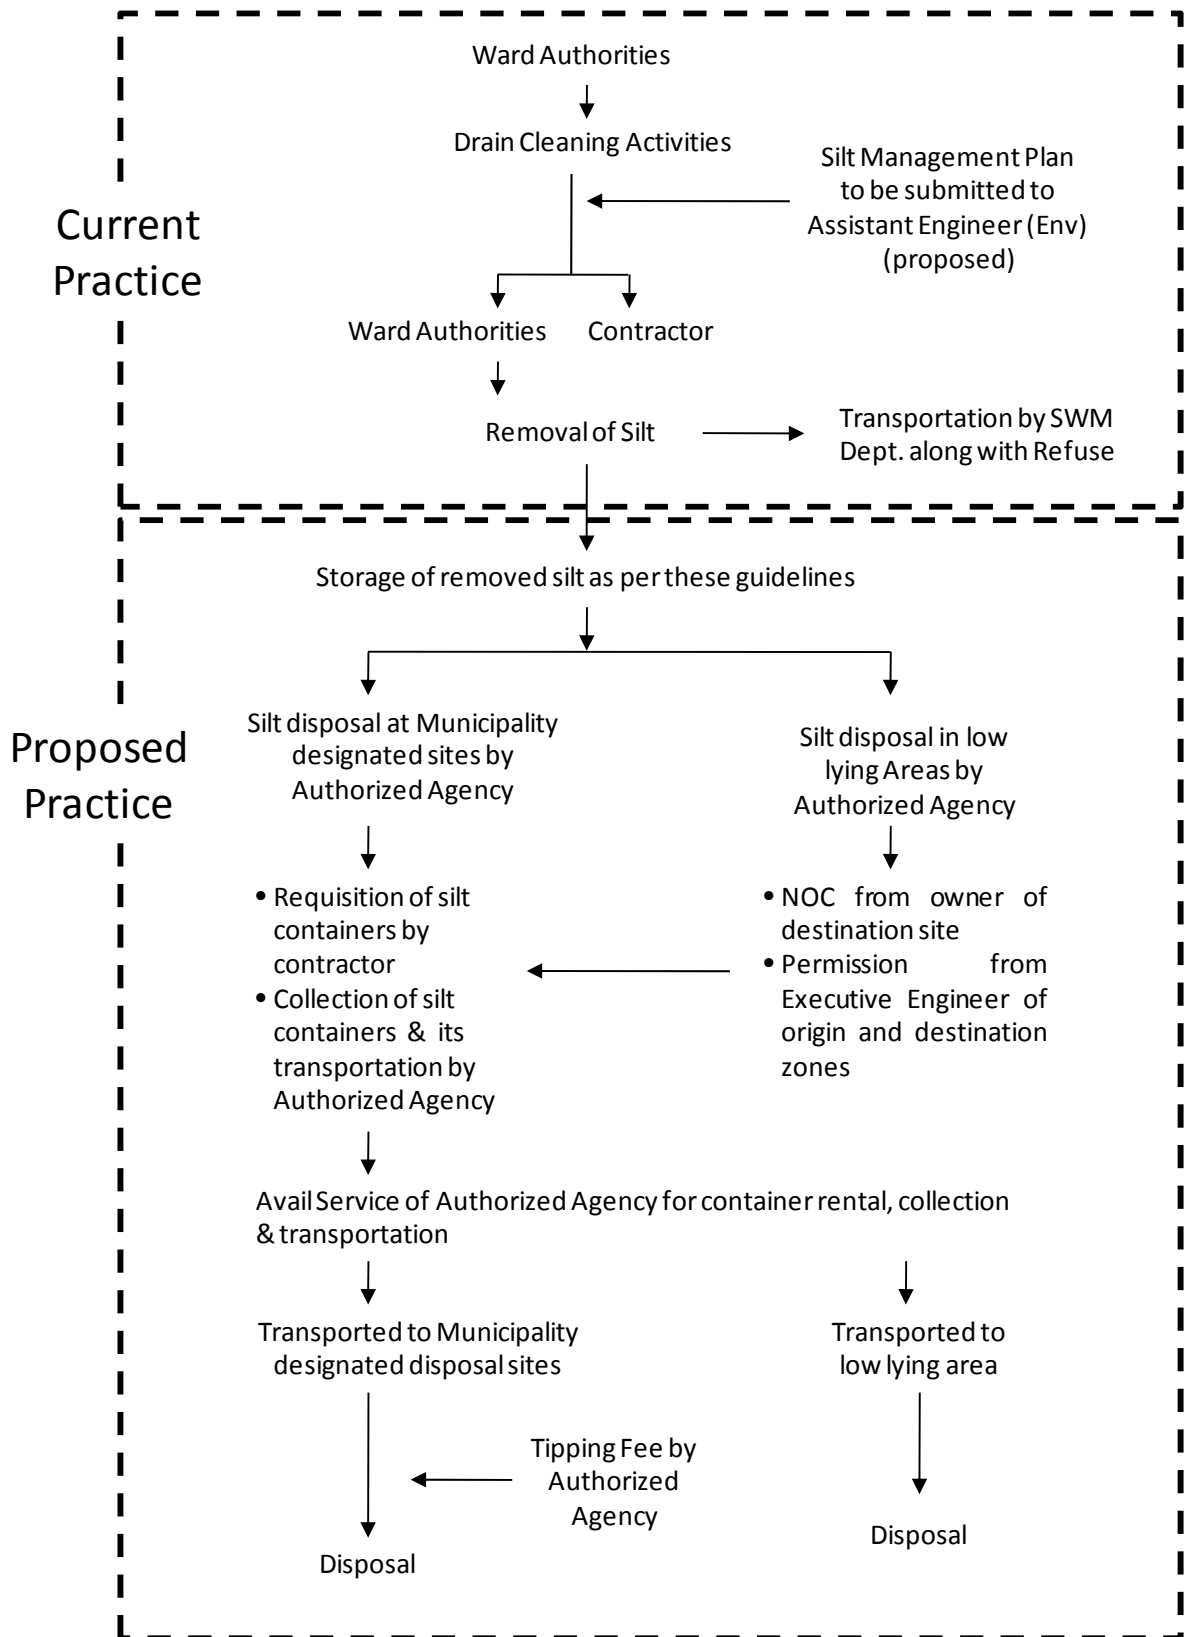 Ward Authorities
Drain Cleaning Activities
Silt Management Plan
to be submitted to
Assistant Engineer (Env)
(proposed)
Current
Practice
Ward Authorities
Contractor
Removal of Silt
Transportation by SWM
Dept. along with Refuse
Storage of removed silt as per these guidelines
Proposed
Practice
Silt disposal at Municipality
designated sites by
Authorized Agency
Silt disposal in low
lying Areas by
Authorized Agency
• Requisition of silt
containers by
contractor
• Collection of silt
containers & its
transportation by
Authorized Agency
• NOC from owner of
destination site
• Permission from
Executive Engineer of
origin and destination
zones
Avail Service of Authorized Agency for container rental, collection
& transportation
Transported to Municipality
designated disposal sites
Transported to
low lying area
Tipping Fee by
Authorized
Agency
Disposal
Disposal